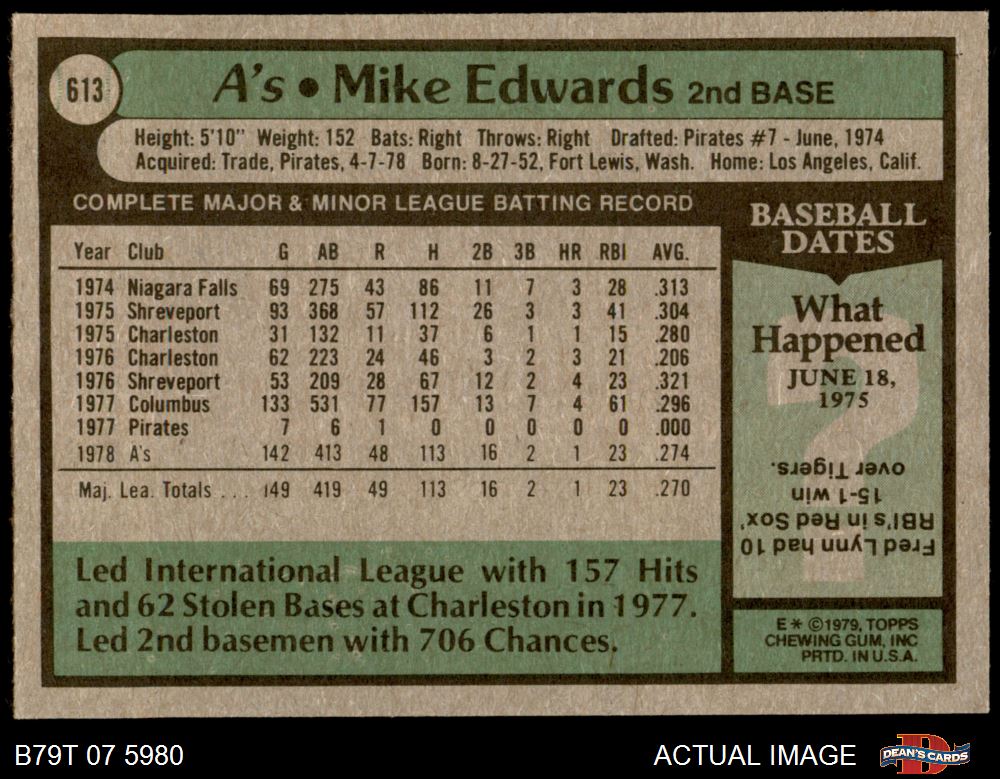 613
A's • Mike Edwards 2nd BASE
Height: 5'10" Weight: 152 Bats: Right Throws: Right Drafted: Pirates #7 - June, 1974
Acquired: Trade, Pirates, 4-7-78 Born: 8-27-52, Fort Lewis, Wash. Home: Los Angeles, Calif.
COMPLETE MAJOR & MINOR LEAGUE BATTING RECORD
Year Club G AB R H 2B 3B HR RBI AVG.
1974 Niagara Falls 69 275 43 86 11 7 3 28 .313
1975 Shreveport 93 368 57 112 26 3 3 41 .304
1975 Charleston 31 132 11 37 6 1 1 15 .280
1976 Charleston 62 223 24 46 3 2 3 21 .206
1976 Shreveport 53 209 28 67 12 2 4 23 .321
1977 Columbus 133 531 77 157 13 7 4 61 .296
1977 Pirates 7 6 1 0 0 0 0 0 .000
1978 A's 142 413 48 113 16 2 1 23 .274
Maj. Lea. Totals ... 149 419 49 113 16 2 1 23 .270
Led International League with 157 Hits
and 62 Stolen Bases at Charleston in 1977.
Led 2nd basemen with 706 Chances.
BASEBALL
DATES
What
Happened
JUNE 18,
1975
?
Fred Lynn had 10
RBI's in Red Sox'
15-1 win
over Tigers.
E * ©1979, TOPPS
CHEWING GUM, INC
PRTD. IN U.S.A.
B79T 07 5980
ACTUAL IMAGE
DEAN'S CARDS